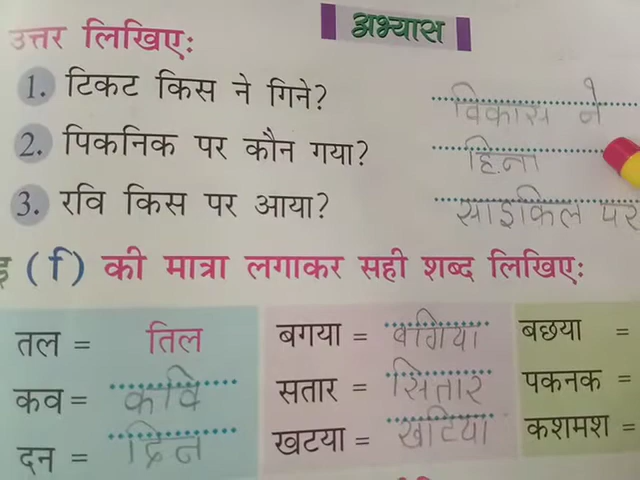 अभ्यास
उत्तर लिखिए:
1. टिकट किस ने गिने? विकास ने
2. पिकनिक पर कौन गया? हिना
3. रवि किस पर आया? साइकिल पर
इ (ि) की मात्रा लगाकर सही शब्द लिखिए:
तल = तिल बगया = बगिया बछया =
कव = कवि सतार = सितार पकनक =
दन = दिन खटया = खटिया कशमश =